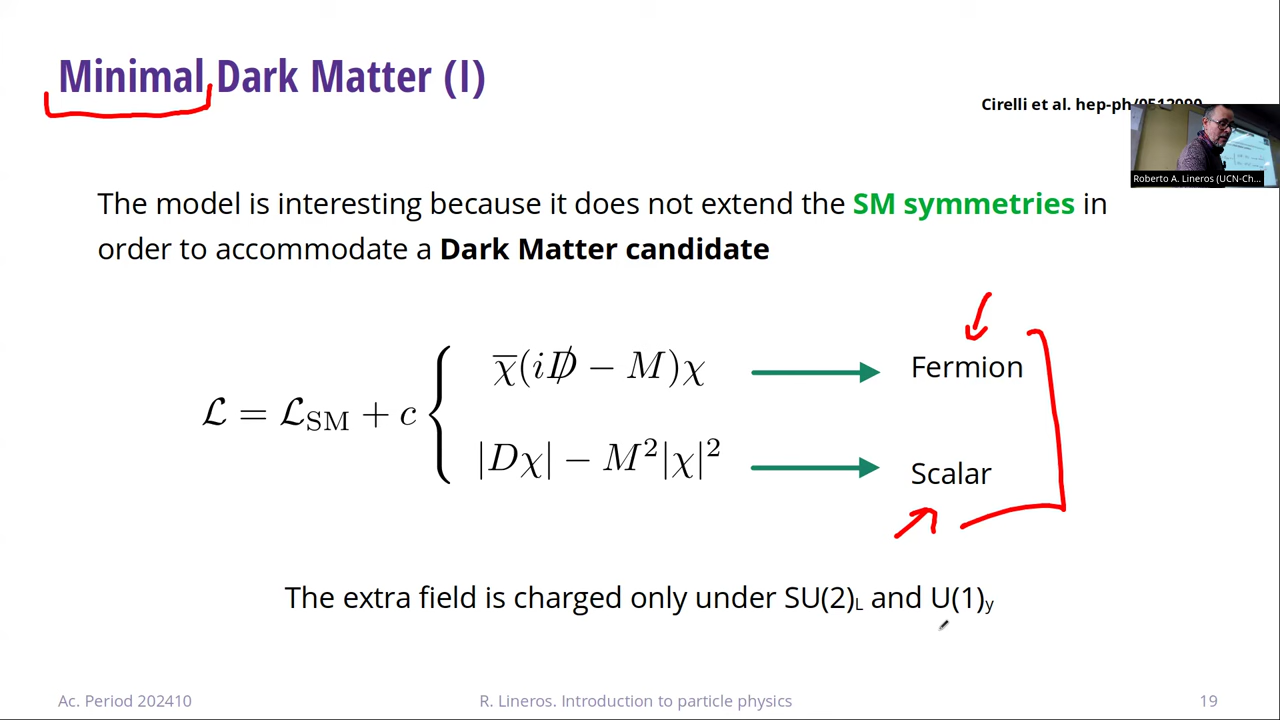 Minimal Dark Matter (I)
Cirelli et al. hep-ph/0512090
Roberto A. Lineros (UCN-Ch...
The model is interesting because it does not extend the SM symmetries in
order to accommodate a Dark Matter candidate
χ̅(iD̸ − M)χ
Fermion
ℒ = ℒ_SM + c {
|Dχ| − M²|χ|²
Scalar
The extra field is charged only under SU(2)_L and U(1)_y
Ac. Period 202410
R. Lineros. Introduction to particle physics
19